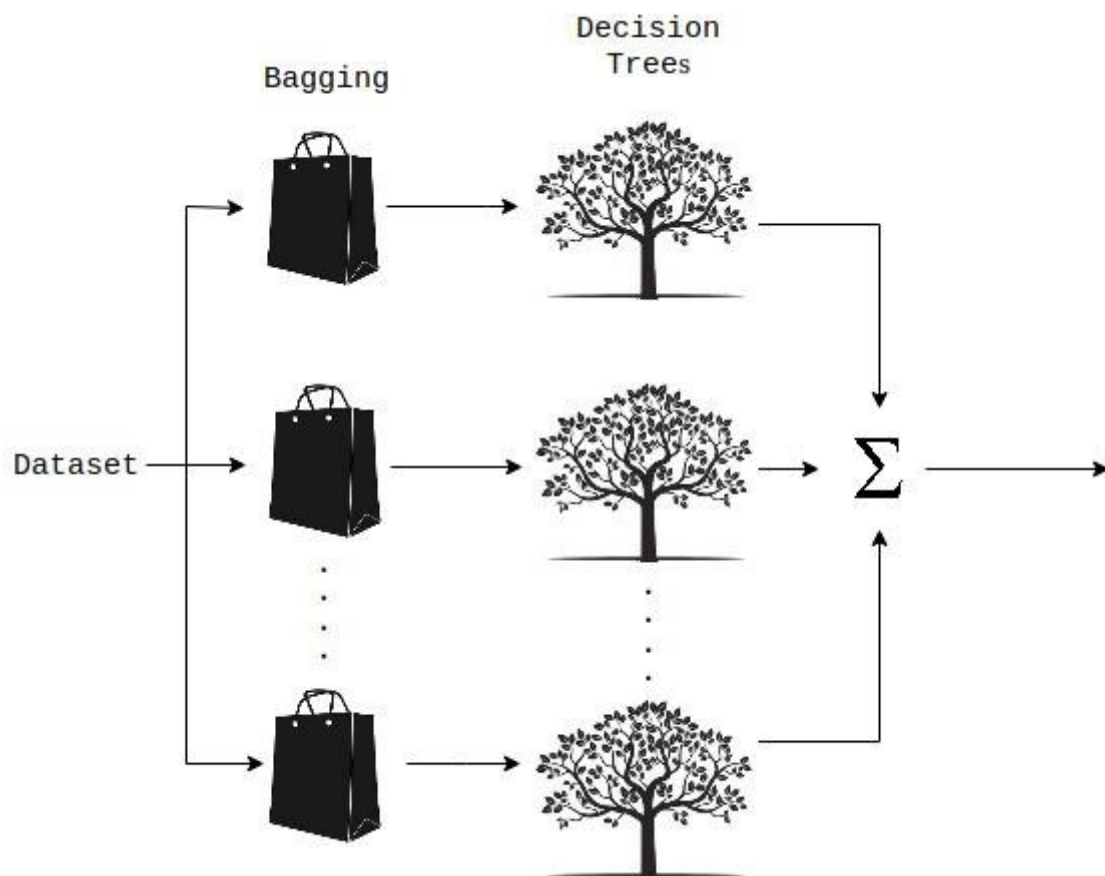 Decision
Trees
Bagging
Dataset
Σ